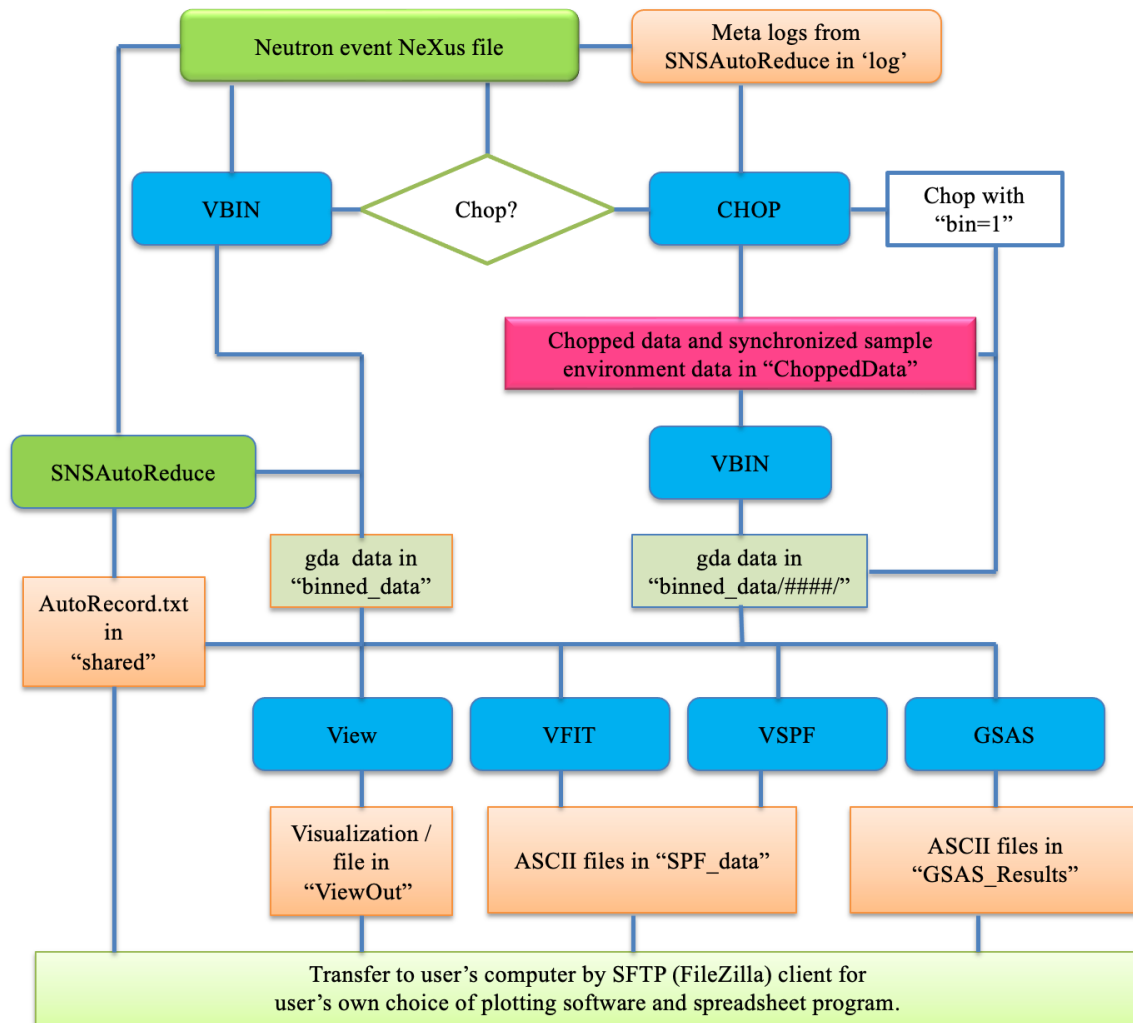 Neutron event NeXus file
Meta logs from
SNSAutoReduce in ‘log’
VBIN
Chop?
CHOP
Chop with
“bin=1”
Chopped data and synchronized sample
environment data in “ChoppedData”
SNSAutoReduce
VBIN
gda  data in
“binned_data”
gda data in
“binned_data/####/”
AutoRecord.txt
in
“shared”
View
VFIT
VSPF
GSAS
Visualization /
file in
“ViewOut”
ASCII files in “SPF_data”
ASCII files in
“GSAS_Results”
Transfer to user’s computer by SFTP (FileZilla) client for
user’s own choice of plotting software and spreadsheet program.